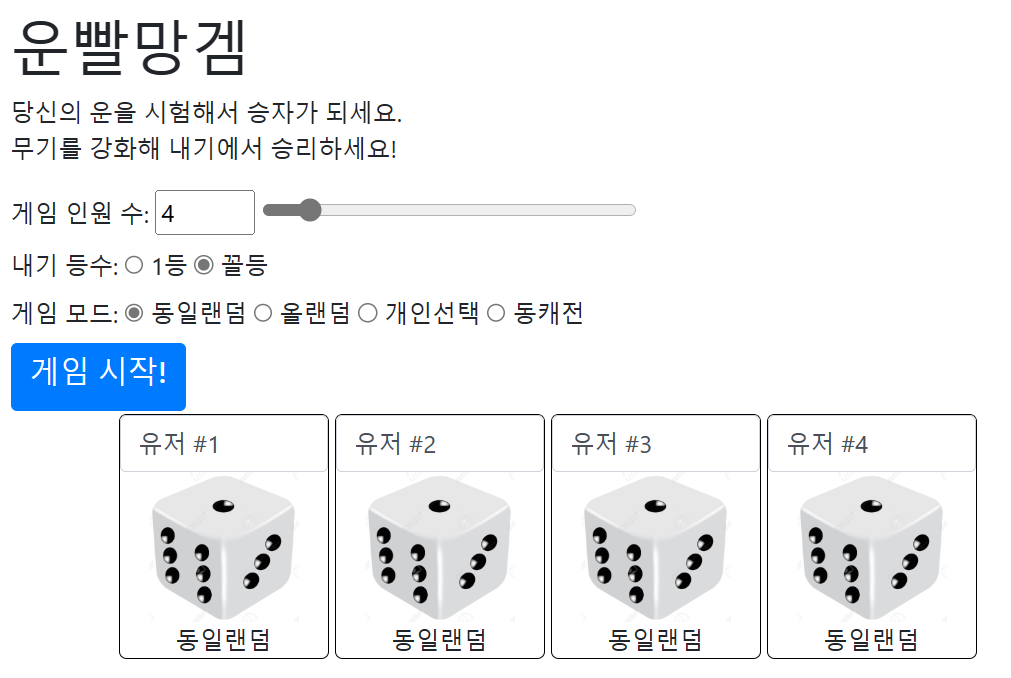 운빨망겜
당신의 운을 시험해서 승자가 되세요.
무기를 강화해 내기에서 승리하세요!
게임 인원 수: 4
내기 등수: 1등 꼴등
게임 모드: 동일랜덤 올랜덤 개인선택 동캐전
게임 시작!
유저 #1 유저 #2 유저 #3 유저 #4
동일랜덤 동일랜덤 동일랜덤 동일랜덤